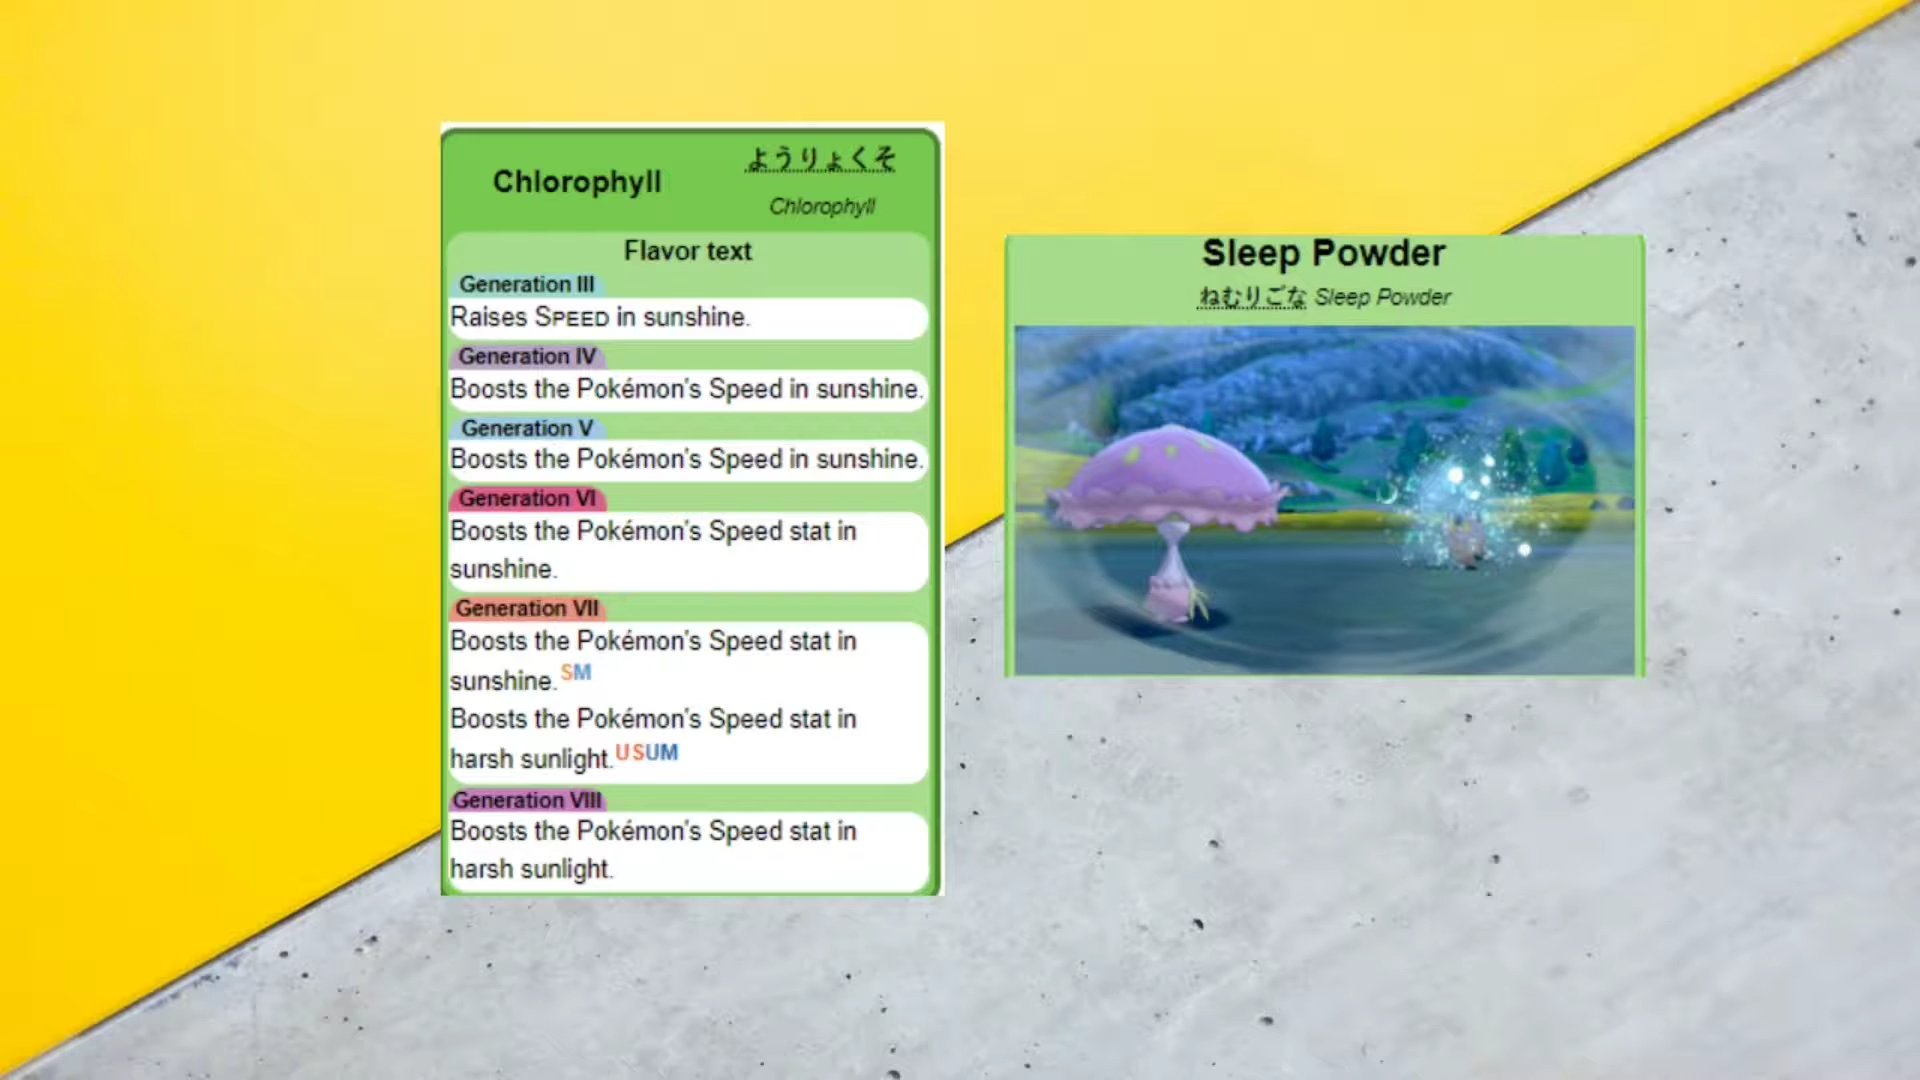 Chlorophyll
ようりょくそ
Chlorophyll
Flavor text
Generation III
Raises SPEED in sunshine.
Generation IV
Boosts the Pokémon's Speed in sunshine.
Generation V
Boosts the Pokémon's Speed in sunshine.
Generation VI
Boosts the Pokémon's Speed stat in
sunshine.
Generation VII
Boosts the Pokémon's Speed stat in
sunshine. SM
Boosts the Pokémon's Speed stat in
harsh sunlight. USUM
Generation VIII
Boosts the Pokémon's Speed stat in
harsh sunlight.
Sleep Powder
ねむりごな Sleep Powder